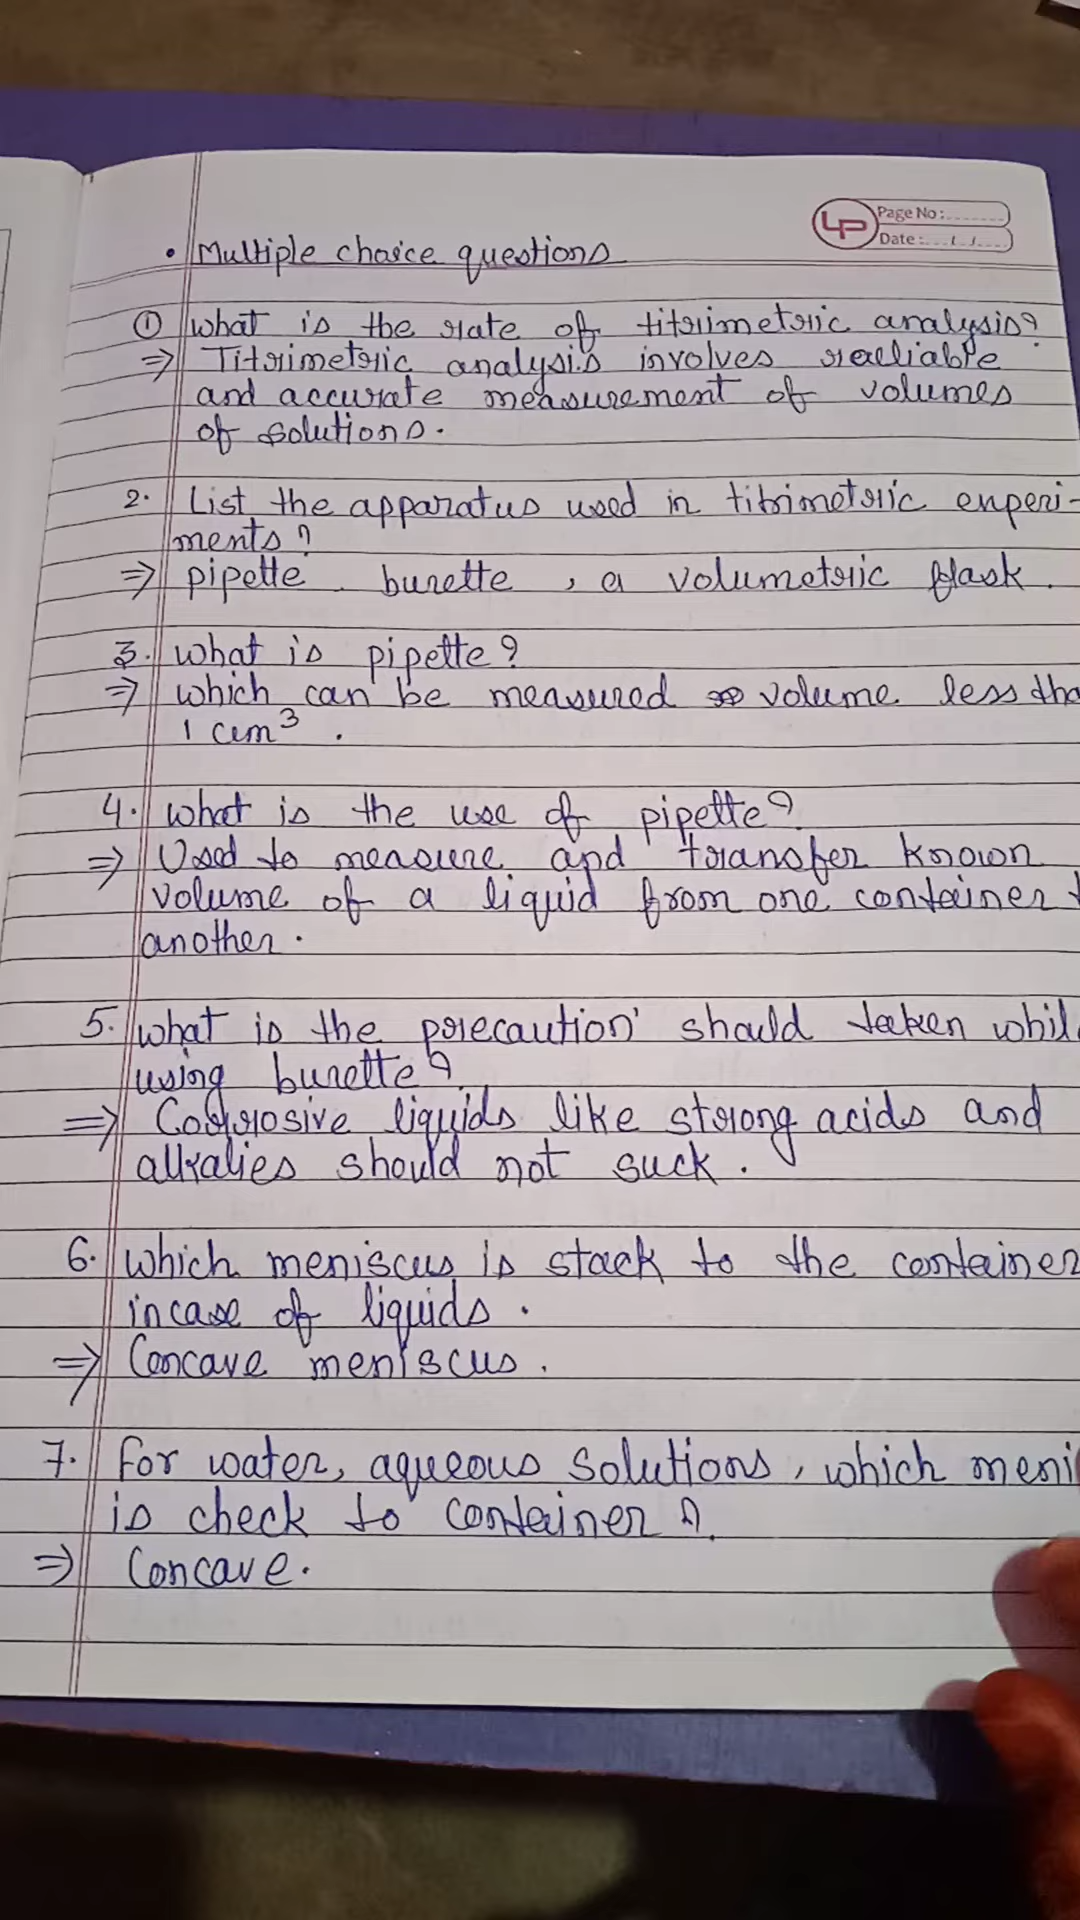 LP Page No:
Date: / /
• Multiple choice questions
① what is the rate of titrimetric analysis?
⇒ Titrimetric analysis involves realliable
and accurate measurement of volumes
of solutions.
2. List the apparatus used in titrimetric enperi-
ments?
⇒ pipette burette, a volumetric flask.
3. what is pipette?
⇒ which can be measured volume less tha
1 cm³.
4. what is the use of pipette?
⇒ Used to measure and transfer known
volume of a liquid from one container t
another.
5. what is the precaution should taken whil
using burette?
⇒ Corrosive liquids like strong acids and
alkalies should not suck.
6. which meniscus is stack to the container
incase of liquids.
⇒ Concave meniscus.
7. for water, aqueous solutions, which meni
is check to container?
⇒ Concave.